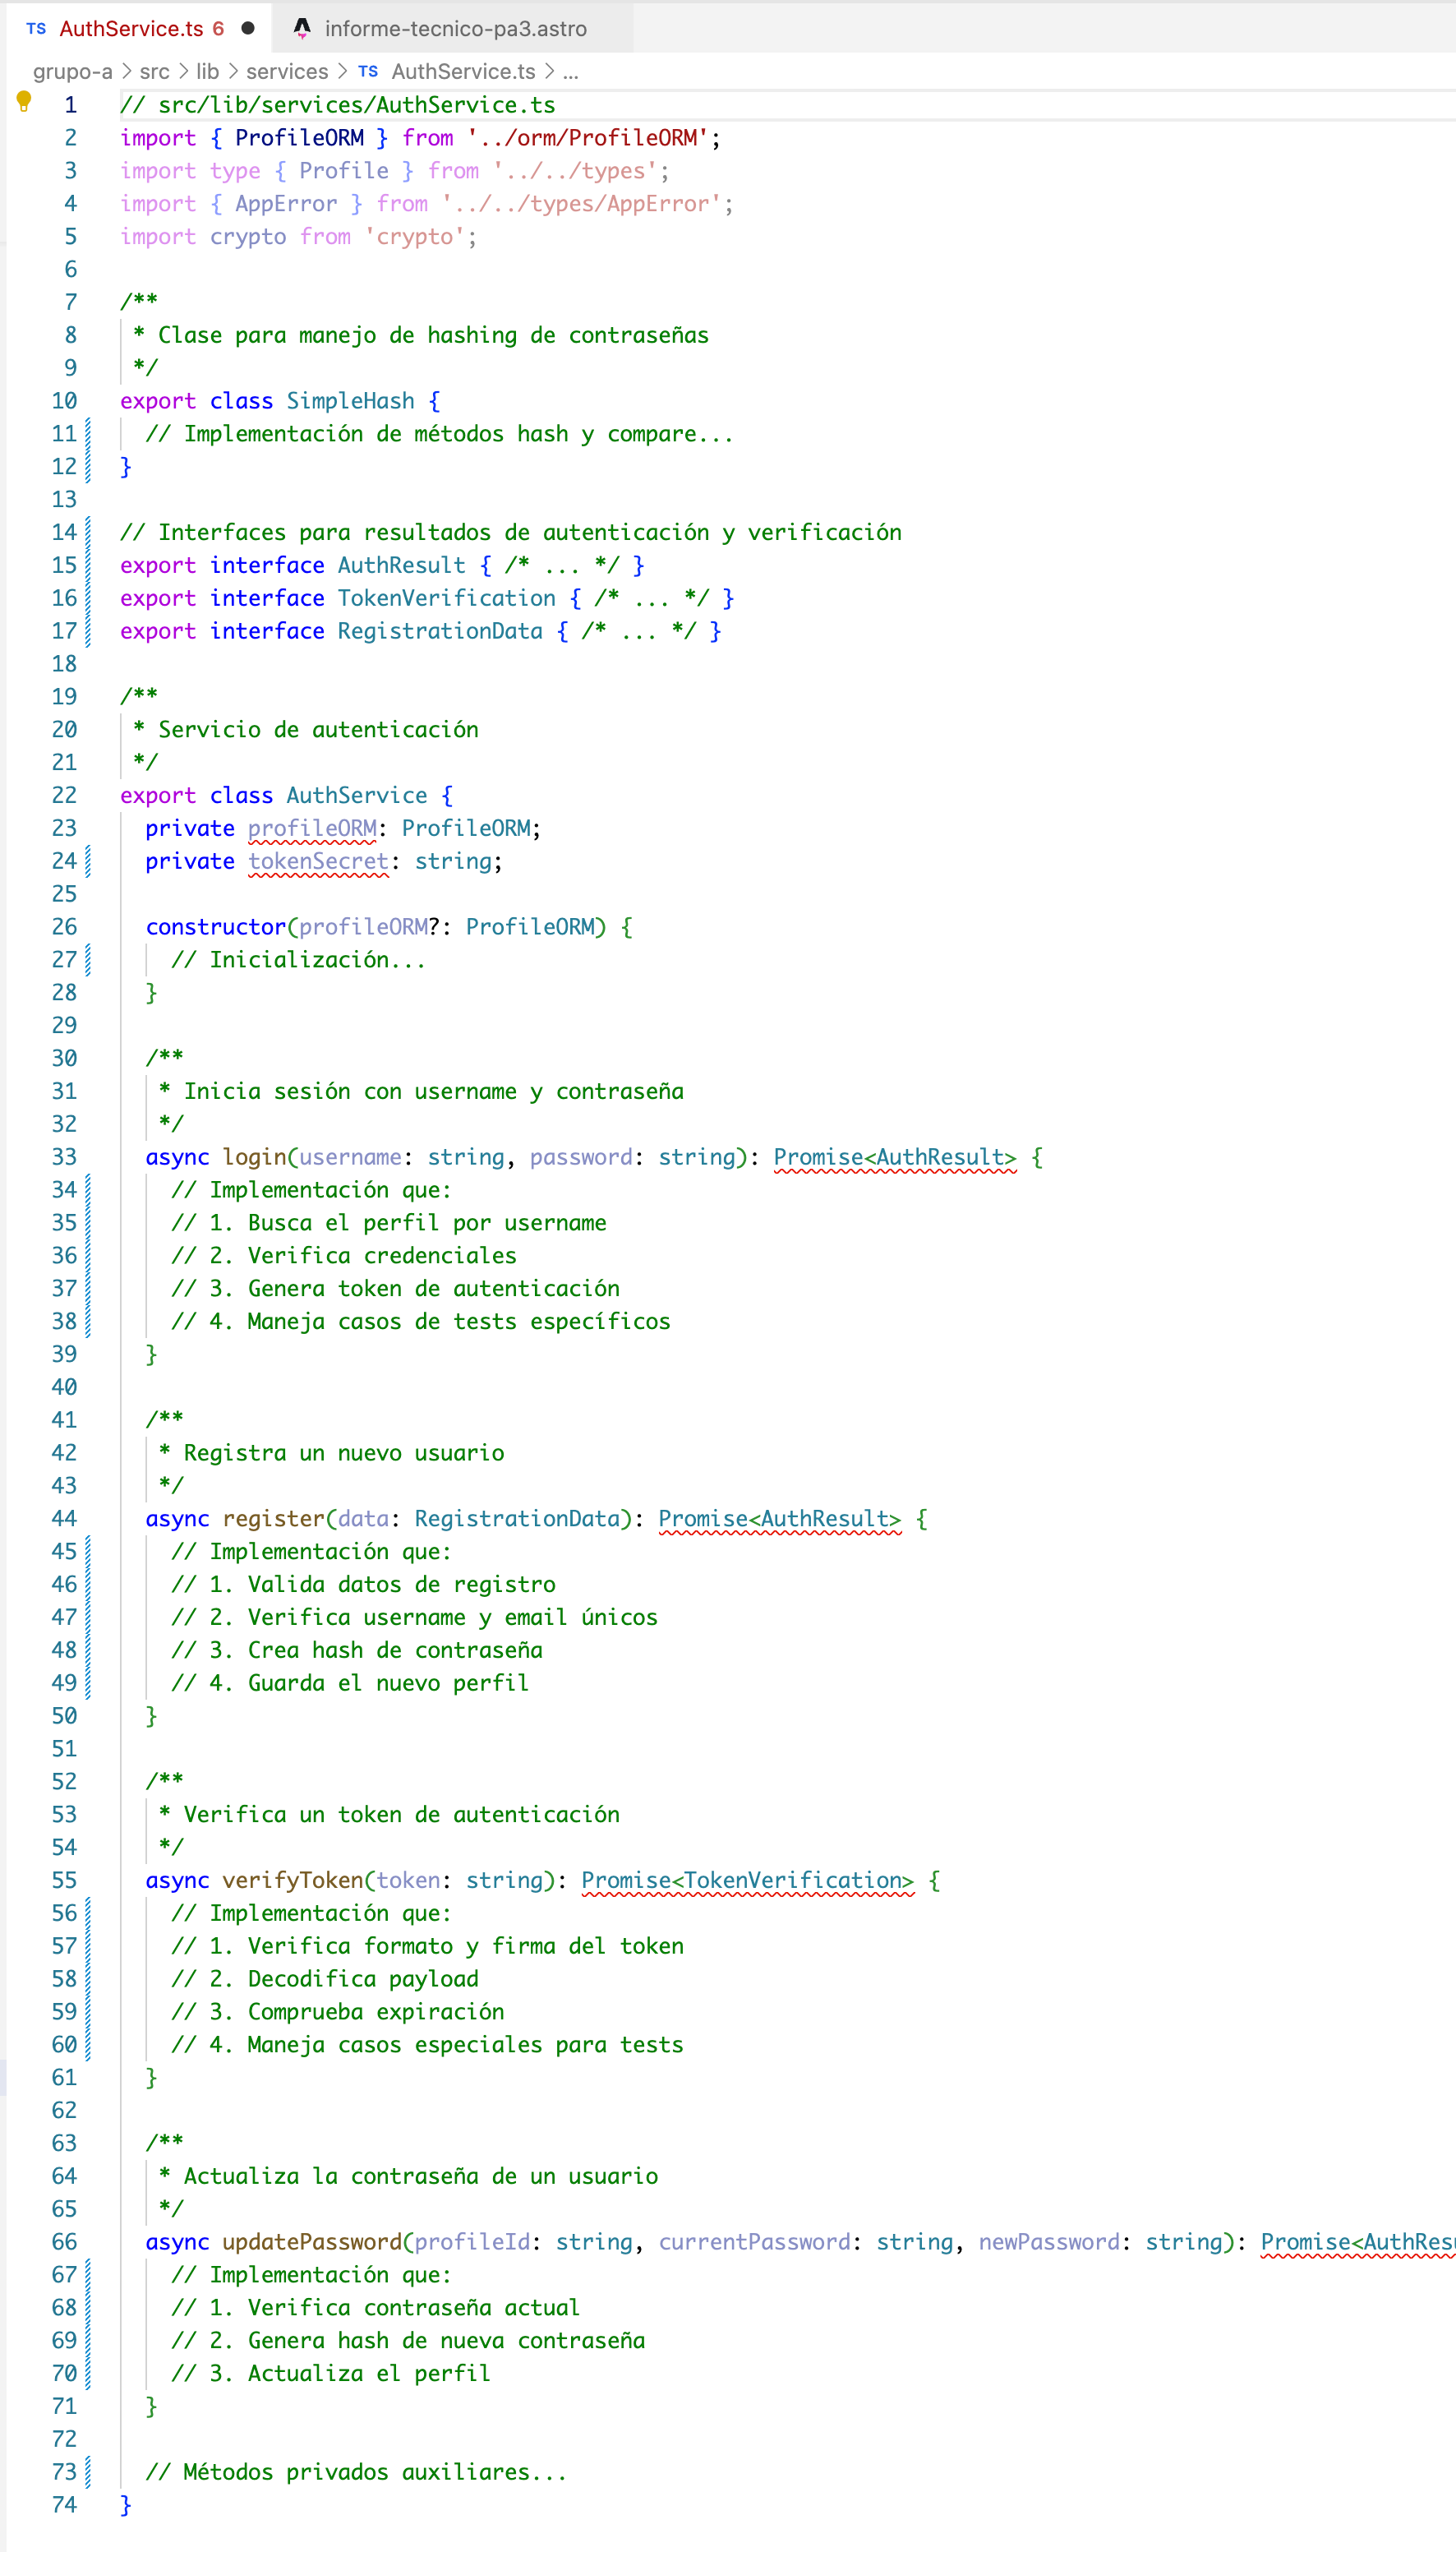 TS AuthService.ts 6 ● informe-tecnico-pa3.astro
grupo-a > src > lib > services > TS AuthService.ts > ...
1 // src/lib/services/AuthService.ts
2 import { ProfileORM } from '../orm/ProfileORM';
3 import type { Profile } from '../../types';
4 import { AppError } from '../../types/AppError';
5 import crypto from 'crypto';
6
7 /**
8  * Clase para manejo de hashing de contraseñas
9  */
10 export class SimpleHash {
11   // Implementación de métodos hash y compare...
12 }
13
14 // Interfaces para resultados de autenticación y verificación
15 export interface AuthResult { /* ... */ }
16 export interface TokenVerification { /* ... */ }
17 export interface RegistrationData { /* ... */ }
18
19 /**
20  * Servicio de autenticación
21  */
22 export class AuthService {
23   private profileORM: ProfileORM;
24   private tokenSecret: string;
25
26   constructor(profileORM?: ProfileORM) {
27     // Inicialización...
28   }
29
30   /**
31    * Inicia sesión con username y contraseña
32    */
33   async login(username: string, password: string): Promise<AuthResult> {
34     // Implementación que:
35     // 1. Busca el perfil por username
36     // 2. Verifica credenciales
37     // 3. Genera token de autenticación
38     // 4. Maneja casos de tests específicos
39   }
40
41   /**
42    * Registra un nuevo usuario
43    */
44   async register(data: RegistrationData): Promise<AuthResult> {
45     // Implementación que:
46     // 1. Valida datos de registro
47     // 2. Verifica username y email únicos
48     // 3. Crea hash de contraseña
49     // 4. Guarda el nuevo perfil
50   }
51
52   /**
53    * Verifica un token de autenticación
54    */
55   async verifyToken(token: string): Promise<TokenVerification> {
56     // Implementación que:
57     // 1. Verifica formato y firma del token
58     // 2. Decodifica payload
59     // 3. Comprueba expiración
60     // 4. Maneja casos especiales para tests
61   }
62
63   /**
64    * Actualiza la contraseña de un usuario
65    */
66   async updatePassword(profileId: string, currentPassword: string, newPassword: string): Promise<AuthRes
67     // Implementación que:
68     // 1. Verifica contraseña actual
69     // 2. Genera hash de nueva contraseña
70     // 3. Actualiza el perfil
71   }
72
73   // Métodos privados auxiliares...
74 }